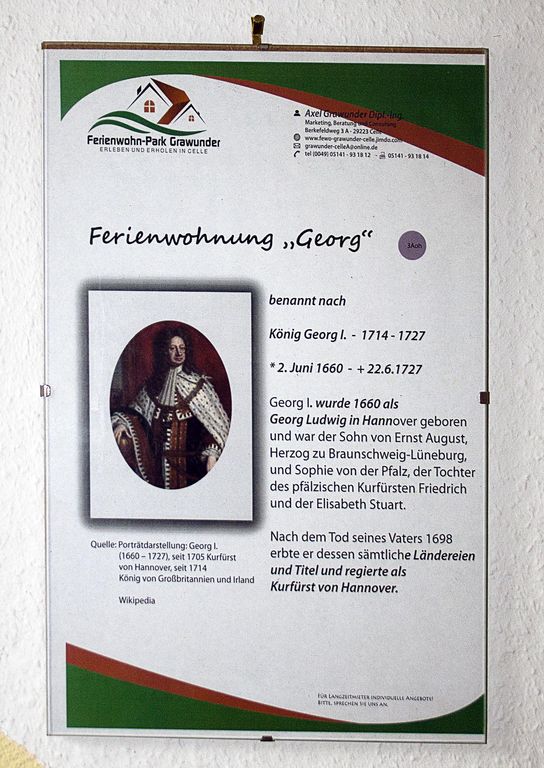 Ferienwohn-Park Grawunder
ERLEBEN UND ERHOLEN IN CELLE
Axel Grawunder Dipl.-Ing.
Marketing, Beratung und Consulting
Berkefeldweg 3 A - 29223 Celle
www.fewo-grawunder-celle.jimdo.com
grawunder-celleA@online.de
tel (0049) 05141 - 93 18 12 - 05141 - 93 18 14
Ferienwohnung „Georg“
3Aoh
benannt nach
König Georg I. - 1714 - 1727
* 2. Juni 1660 - + 22.6.1727
Georg I. wurde 1660 als
Georg Ludwig in Hannover geboren
und war der Sohn von Ernst August,
Herzog zu Braunschweig-Lüneburg,
und Sophie von der Pfalz, der Tochter
des pfälzischen Kurfürsten Friedrich
und der Elisabeth Stuart.
Nach dem Tod seines Vaters 1698
erbte er dessen sämtliche Ländereien
und Titel und regierte als
Kurfürst von Hannover.
Quelle: Porträtdarstellung: Georg I.
(1660 – 1727), seit 1705 Kurfürst
von Hannover, seit 1714
König von Großbritannien und Irland
Wikipedia
FÜR LANGZEITMIETER INDIVIDUELLE ANGEBOTE!
BITTE, SPRECHEN SIE UNS AN.